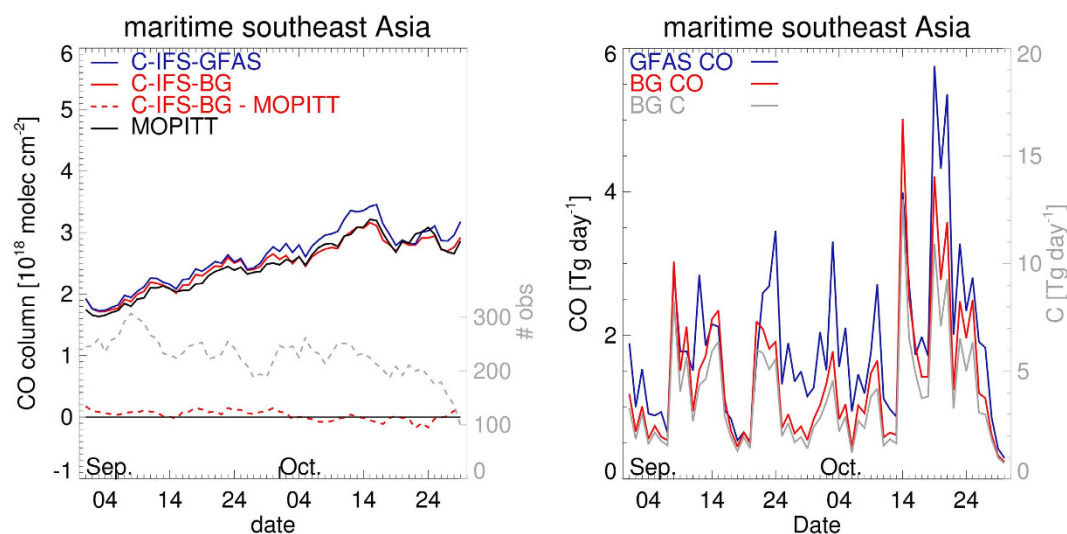 maritime southeast Asia
6
5
4
3
2
1
0
-1
CO column [10¹⁸ molec cm⁻²]
C-IFS-GFAS
C-IFS-BG
C-IFS-BG - MOPITT
MOPITT
300
200
100
0
# obs
Sep.
Oct.
04 14 24 04 14 24
date
maritime southeast Asia
6
4
2
0
CO [Tg day⁻¹]
GFAS CO
BG CO
BG C
20
15
10
5
0
C [Tg day⁻¹]
Sep.
Oct.
04 14 24 04 14 24
Date